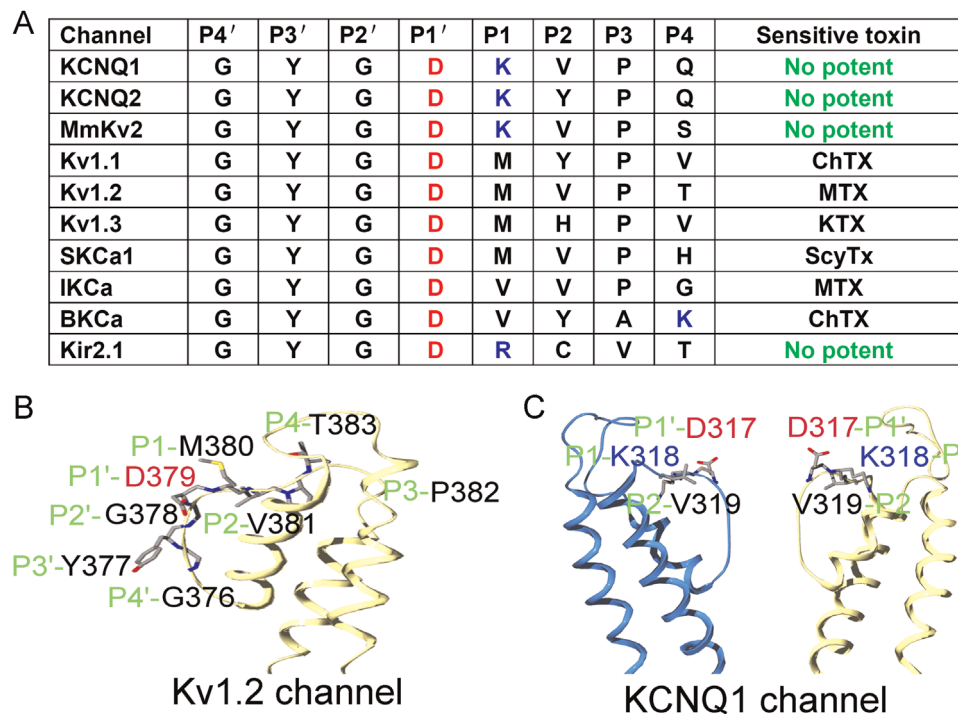 A
Channel P4′ P3′ P2′ P1′ P1 P2 P3 P4 Sensitive toxin
KCNQ1 G Y G D K V P Q No potent
KCNQ2 G Y G D K Y P Q No potent
MmKv2 G Y G D K V P S No potent
Kv1.1 G Y G D M Y P V ChTX
Kv1.2 G Y G D M V P T MTX
Kv1.3 G Y G D M H P V KTX
SKCa1 G Y G D M V P H ScyTx
IKCa G Y G D V V P G MTX
BKCa G Y G D V Y A K ChTX
Kir2.1 G Y G D R C V T No potent
B
P4-T383
P1-M380
P1'-D379
P3-P382
P2'-G378
P2-V381
P3'-Y377
P4'-G376
Kv1.2 channel
C
P1'-D317 D317-P1'
P1-K318 K318-P
P2-V319 V319-P2
KCNQ1 channel